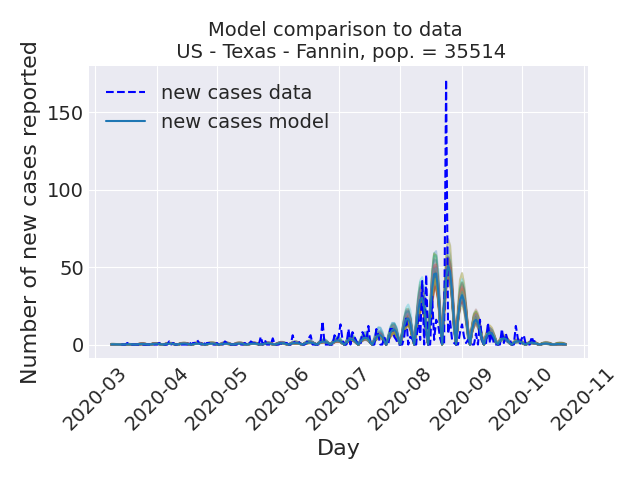 Model comparison to data
US - Texas - Fannin, pop. = 35514
Number of new cases reported
150
100
50
0
new cases data
new cases model
2020-03
2020-04
2020-05
2020-06
2020-07
2020-08
2020-09
2020-10
2020-11
Day